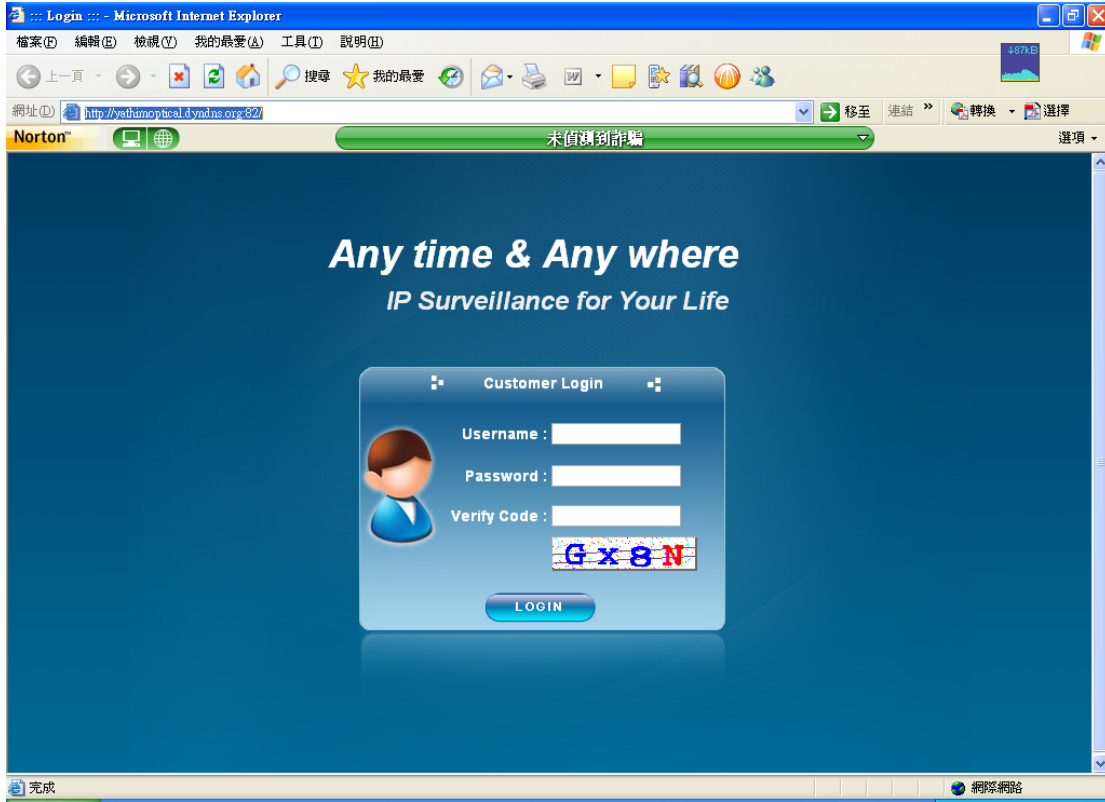 ::: Login ::: - Microsoft Internet Explorer
檔案(F) 編輯(E) 檢視(V) 我的最愛(A) 工具(T) 說明(H)
487kB
上一頁 搜尋 我的最愛
網址(D) http://yathimoptical.dyndns.org:82/ 移至 連結 » 轉換 選擇
Norton™ 未偵測到詐騙 選項
Any time & Any where
IP Surveillance for Your Life
Customer Login
Username :
Password :
Verify Code :
Gx8N
LOGIN
完成 網際網路